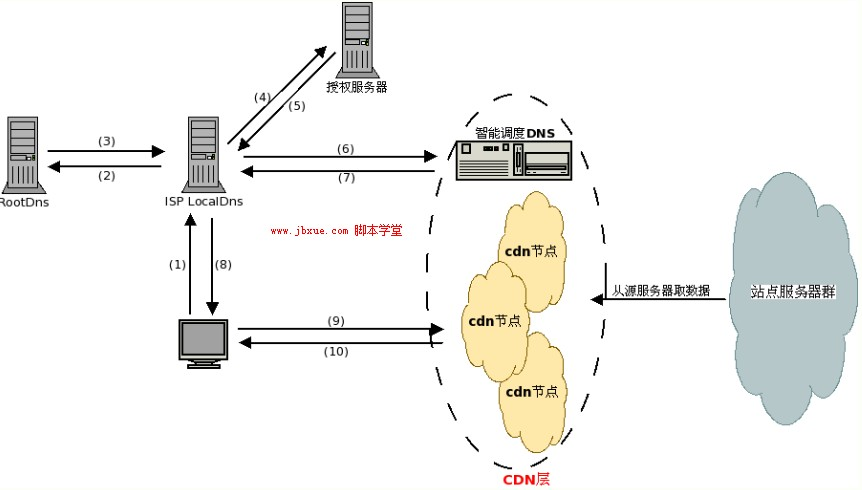 (4)
(5)
授权服务器
智能调度DNS
(3)
(6)
(2)
(7)
RootDns
ISP LocalDns
www.jbxue.com 脚本学堂
cdn节点
(1)
(8)
从源服务器取数据
站点服务器群
cdn节点
(9)
(10)
cdn节点
CDN层